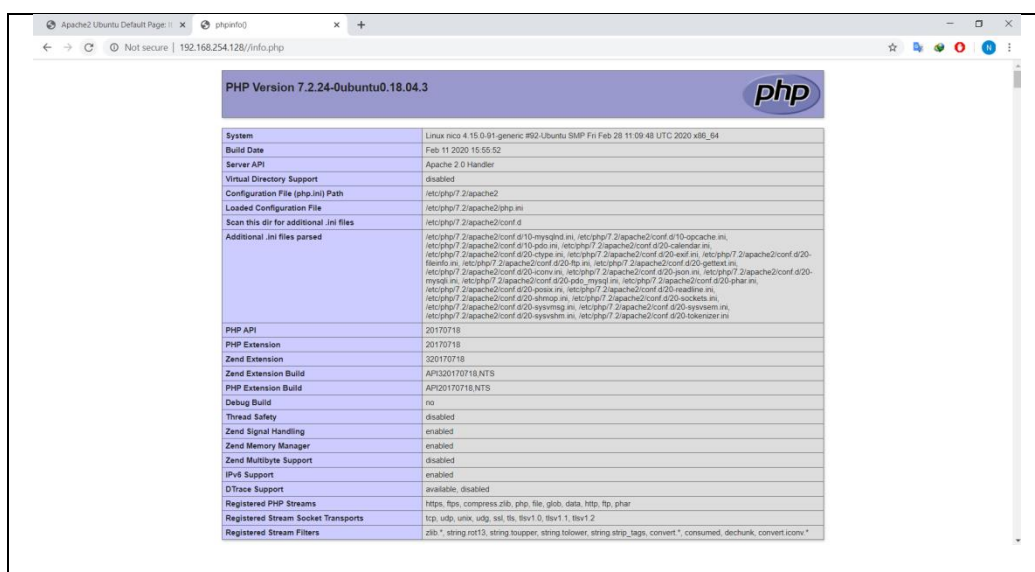 Apache2 Ubuntu Default Page: It
phpinfo()
Not secure | 192.168.254.128//info.php
N
PHP Version 7.2.24-0ubuntu0.18.04.3
php
System Linux nico 4.15.0-91-generic #92-Ubuntu SMP Fri Feb 28 11:09:48 UTC 2020 x86_64
Build Date Feb 11 2020 15:55:52
Server API Apache 2.0 Handler
Virtual Directory Support disabled
Configuration File (php.ini) Path /etc/php/7.2/apache2
Loaded Configuration File /etc/php/7.2/apache2/php.ini
Scan this dir for additional .ini files /etc/php/7.2/apache2/conf.d
Additional .ini files parsed /etc/php/7.2/apache2/conf.d/10-mysqlnd.ini, /etc/php/7.2/apache2/conf.d/10-opcache.ini,
/etc/php/7.2/apache2/conf.d/10-pdo.ini, /etc/php/7.2/apache2/conf.d/20-calendar.ini,
/etc/php/7.2/apache2/conf.d/20-ctype.ini, /etc/php/7.2/apache2/conf.d/20-exif.ini, /etc/php/7.2/apache2/conf.d/20-
fileinfo.ini, /etc/php/7.2/apache2/conf.d/20-ftp.ini, /etc/php/7.2/apache2/conf.d/20-gettext.ini,
/etc/php/7.2/apache2/conf.d/20-iconv.ini, /etc/php/7.2/apache2/conf.d/20-json.ini, /etc/php/7.2/apache2/conf.d/20-
mysqli.ini, /etc/php/7.2/apache2/conf.d/20-pdo_mysql.ini, /etc/php/7.2/apache2/conf.d/20-phar.ini,
/etc/php/7.2/apache2/conf.d/20-posix.ini, /etc/php/7.2/apache2/conf.d/20-readline.ini,
/etc/php/7.2/apache2/conf.d/20-shmop.ini, /etc/php/7.2/apache2/conf.d/20-sockets.ini,
/etc/php/7.2/apache2/conf.d/20-sysvmsg.ini, /etc/php/7.2/apache2/conf.d/20-sysvsem.ini,
/etc/php/7.2/apache2/conf.d/20-sysvshm.ini, /etc/php/7.2/apache2/conf.d/20-tokenizer.ini
PHP API 20170718
PHP Extension 20170718
Zend Extension 320170718
Zend Extension Build API320170718,NTS
PHP Extension Build API20170718,NTS
Debug Build no
Thread Safety disabled
Zend Signal Handling enabled
Zend Memory Manager enabled
Zend Multibyte Support disabled
IPv6 Support enabled
DTrace Support available, disabled
Registered PHP Streams https, ftps, compress.zlib, php, file, glob, data, http, ftp, phar
Registered Stream Socket Transports tcp, udp, unix, udg, ssl, tls, tlsv1.0, tlsv1.1, tlsv1.2
Registered Stream Filters zlib.*, string.rot13, string.toupper, string.tolower, string.strip_tags, convert.*, consumed, dechunk, convert.iconv.*